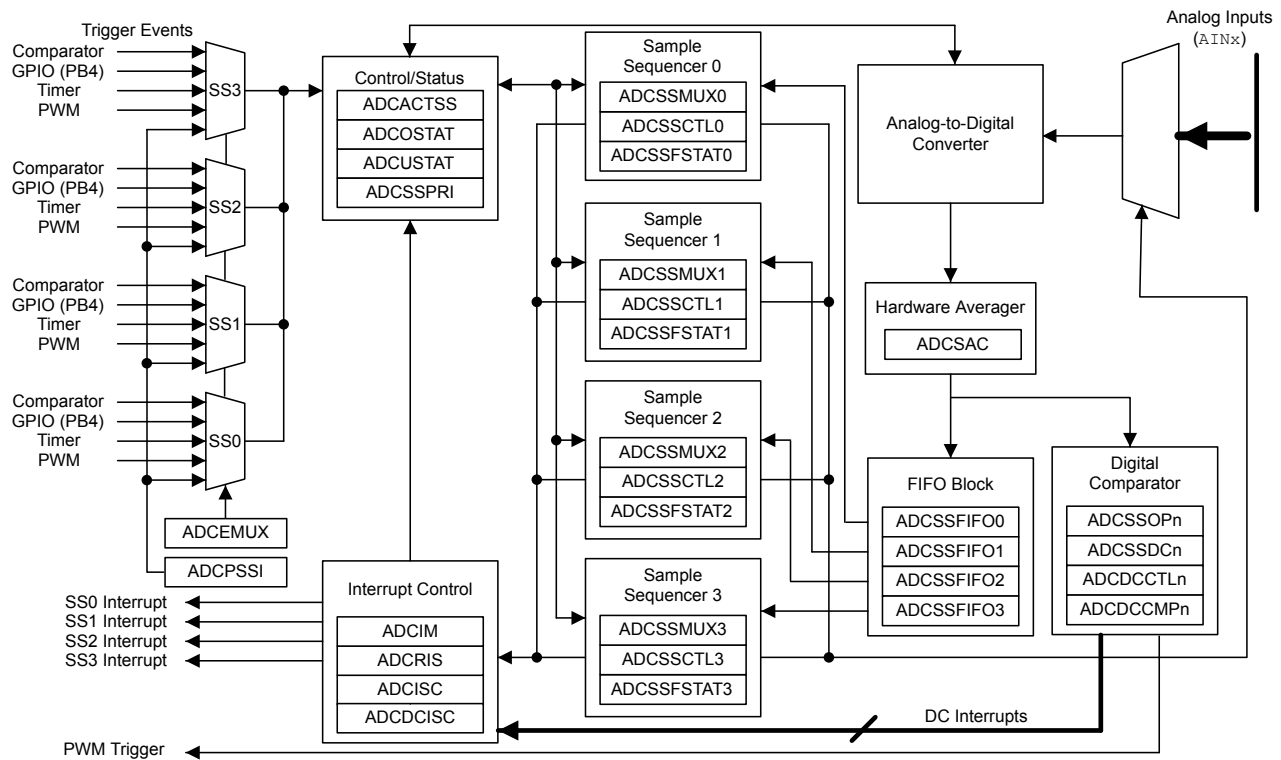 Trigger Events
Comparator
GPIO (PB4)
Timer
PWM
SS3
Comparator
GPIO (PB4)
Timer
PWM
SS2
Comparator
GPIO (PB4)
Timer
PWM
SS1
Comparator
GPIO (PB4)
Timer
PWM
SS0
ADCEMUX
ADCPSSI
SS0 Interrupt
SS1 Interrupt
SS2 Interrupt
SS3 Interrupt
PWM Trigger
Control/Status
ADCACTSS
ADCOSTAT
ADCUSTAT
ADCSSPRI
Interrupt Control
ADCIM
ADCRIS
ADCISC
ADCDCISC
Sample
Sequencer 0
ADCSSMUX0
ADCSSCTL0
ADCSSFSTAT0
Sample
Sequencer 1
ADCSSMUX1
ADCSSCTL1
ADCSSFSTAT1
Sample
Sequencer 2
ADCSSMUX2
ADCSSCTL2
ADCSSFSTAT2
Sample
Sequencer 3
ADCSSMUX3
ADCSSCTL3
ADCSSFSTAT3
Analog-to-Digital
Converter
Analog Inputs
(AINx)
Hardware Averager
ADCSAC
FIFO Block
ADCSSFIFO0
ADCSSFIFO1
ADCSSFIFO2
ADCSSFIFO3
Digital
Comparator
ADCSSOPn
ADCSSDCn
ADCDCCTLn
ADCDCCMPn
DC Interrupts